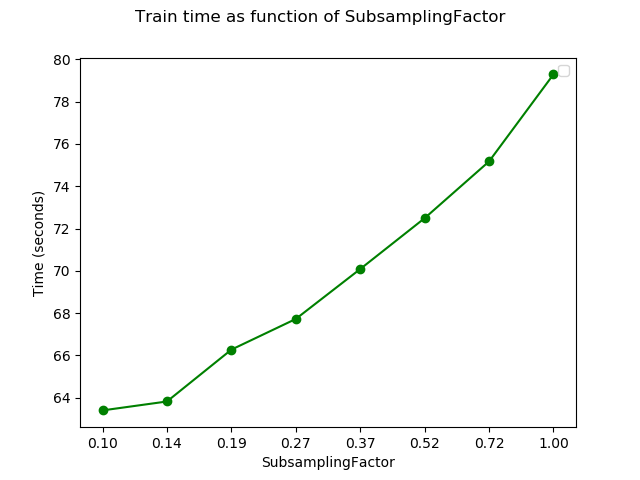 Train time as function of SubsamplingFactor
80
78
76
74
72
70
68
66
64
Time (seconds)
0.10 0.14 0.19 0.27 0.37 0.52 0.72 1.00
SubsamplingFactor